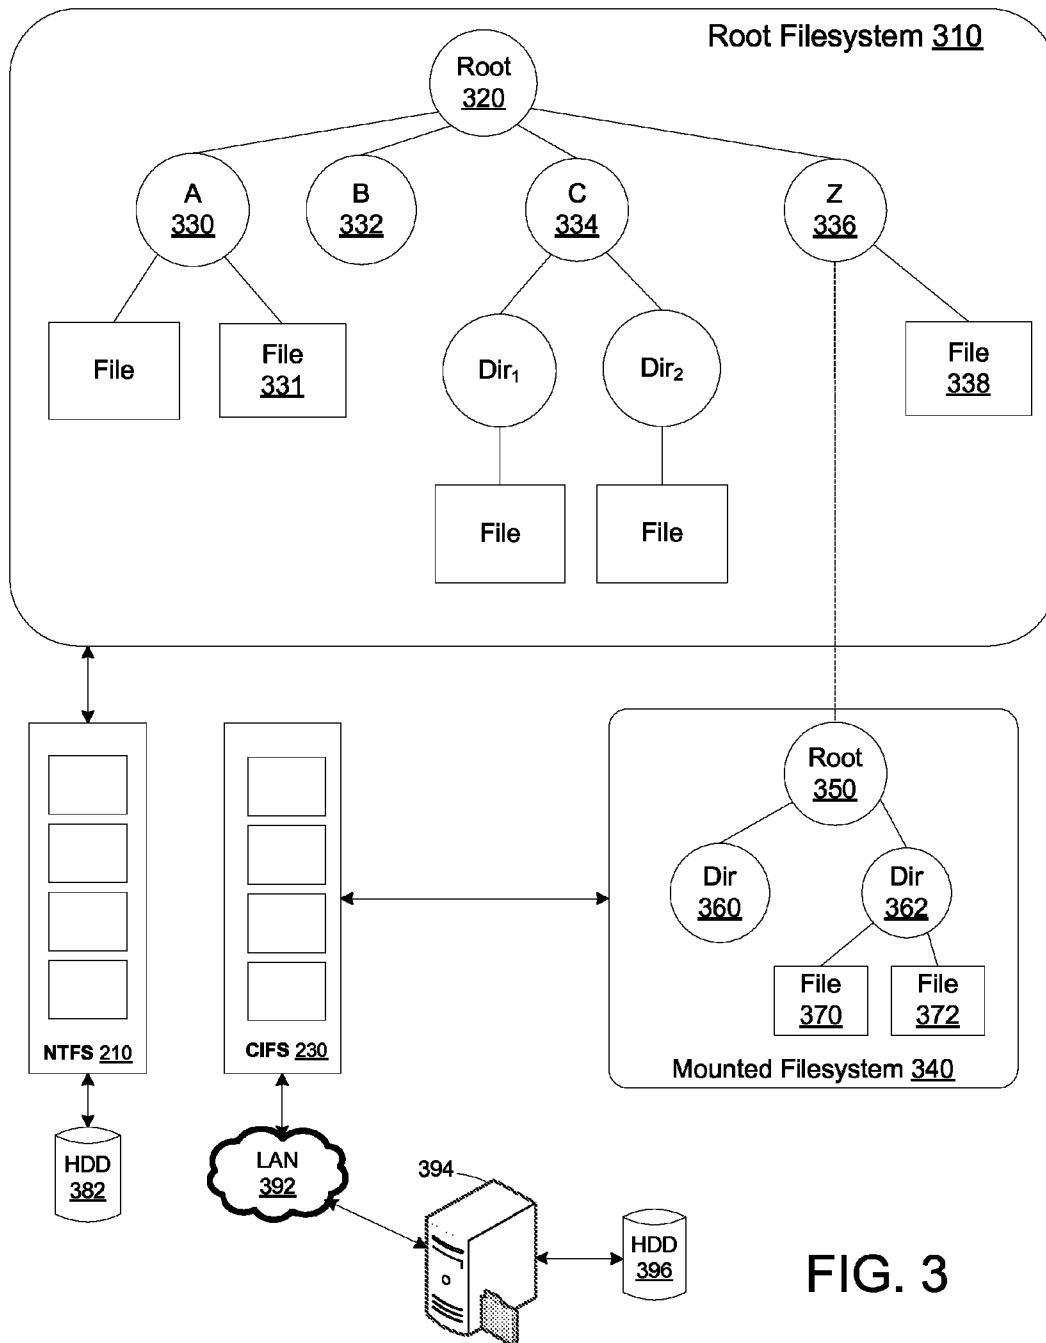 Root Filesystem 310
Root
320
A
330
B
332
C
334
Z
336
File
File
331
Dir₁
Dir₂
File
338
File
File
Root
350
Dir
360
Dir
362
File
370
File
372
Mounted Filesystem 340
NTFS 210
CIFS 230
HDD
382
LAN
392
394
HDD
396
FIG. 3